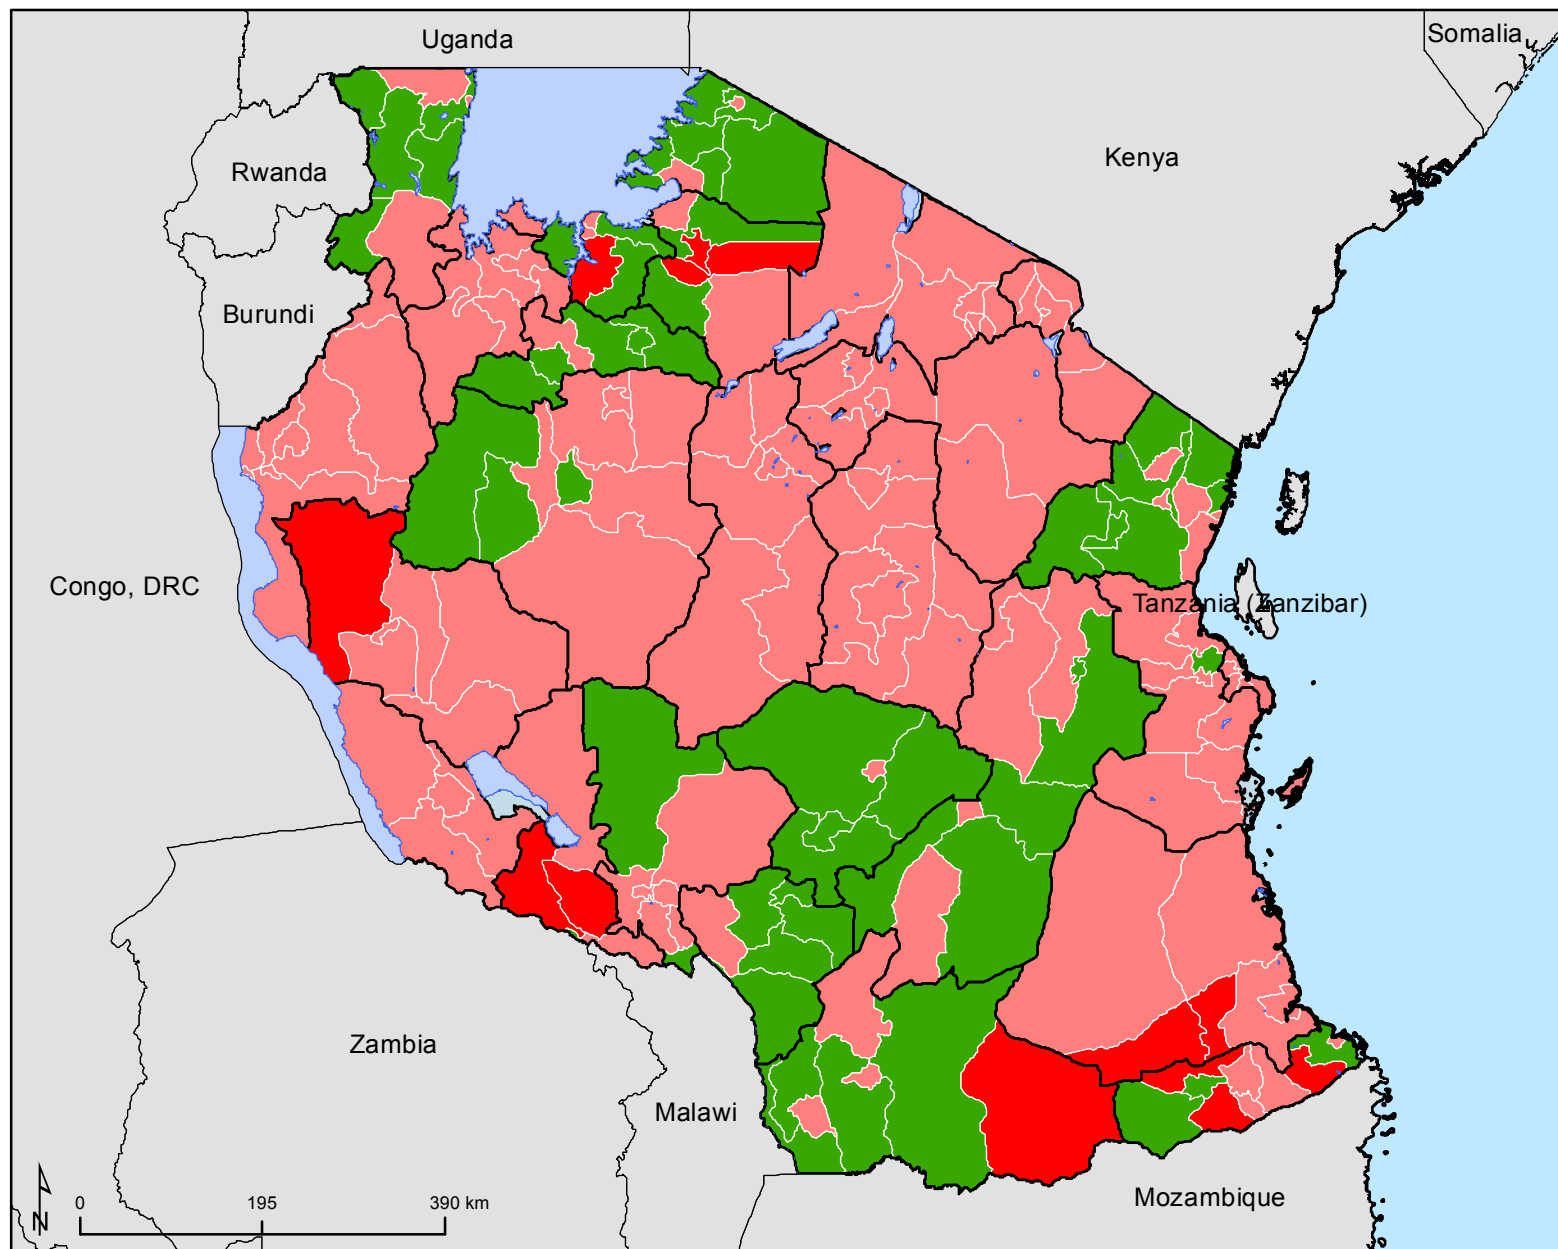 Uganda
Somalia
Kenya
Rwanda
Burundi
Congo, DRC
Tanzania (Zanzibar)
Zambia
Malawi
Mozambique
N
0 195 390 km